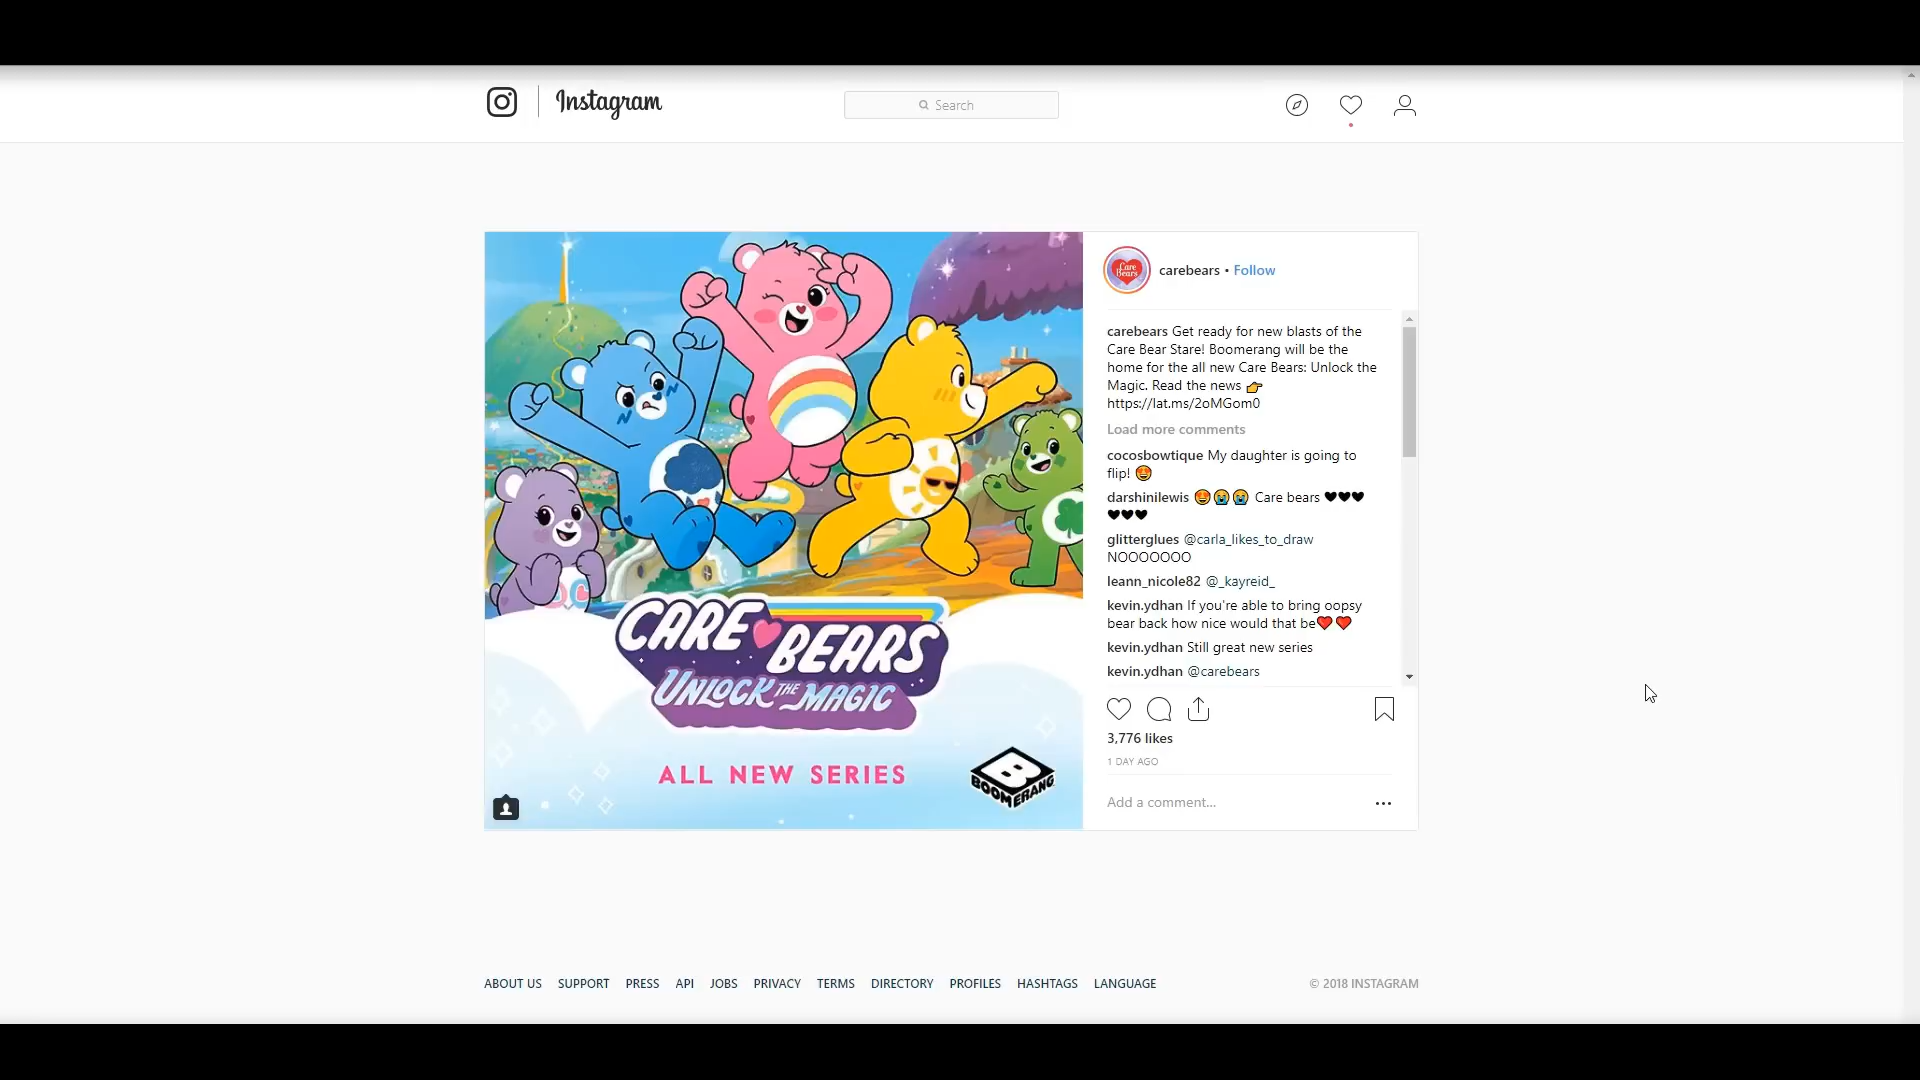 Instagram
Search
CARE BEARS
UNLOCK THE MAGIC
ALL NEW SERIES
BOOMERANG
Care Bears
carebears • Follow
carebears Get ready for new blasts of the
Care Bear Stare! Boomerang will be the
home for the all new Care Bears: Unlock the
Magic. Read the news 👉
https://lat.ms/2oMGom0
Load more comments
cocosbowtique My daughter is going to
flip! 🤩
darshinilewis 🤩😭😭 Care bears ♥♥♥
♥♥♥
glitterglues @carla_likes_to_draw
NOOOOOOO
leann_nicole82 @_kayreid_
kevin.ydhan If you're able to bring oopsy
bear back how nice would that be❤❤
kevin.ydhan Still great new series
kevin.ydhan @carebears
3,776 likes
1 DAY AGO
Add a comment...
ABOUT US SUPPORT PRESS API JOBS PRIVACY TERMS DIRECTORY PROFILES HASHTAGS LANGUAGE © 2018 INSTAGRAM